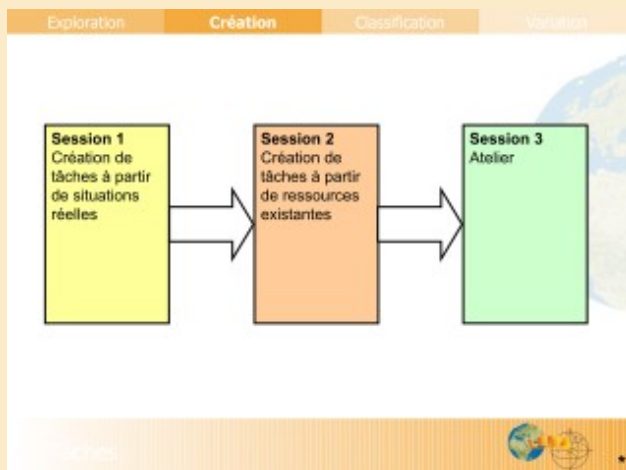 Exploration Création Classification Variation
Session 1
Création de
tâches à partir
de situations
réelles
Session 2
Création de
tâches à partir
de ressources
existantes
Session 3
Atelier
Tâches
*